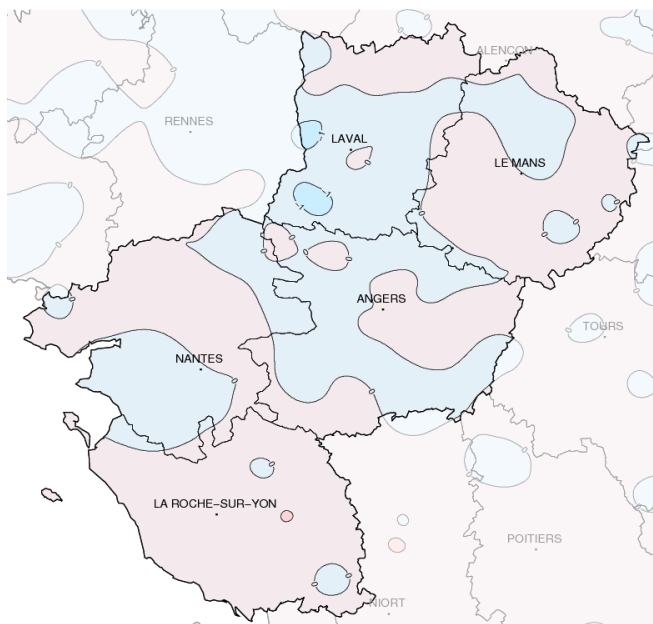 ALENCON
RENNES
LAVAL
LE MANS
ANGERS
TOURS
NANTES
LA ROCHE-SUR-YON
POITIERS
NIORT